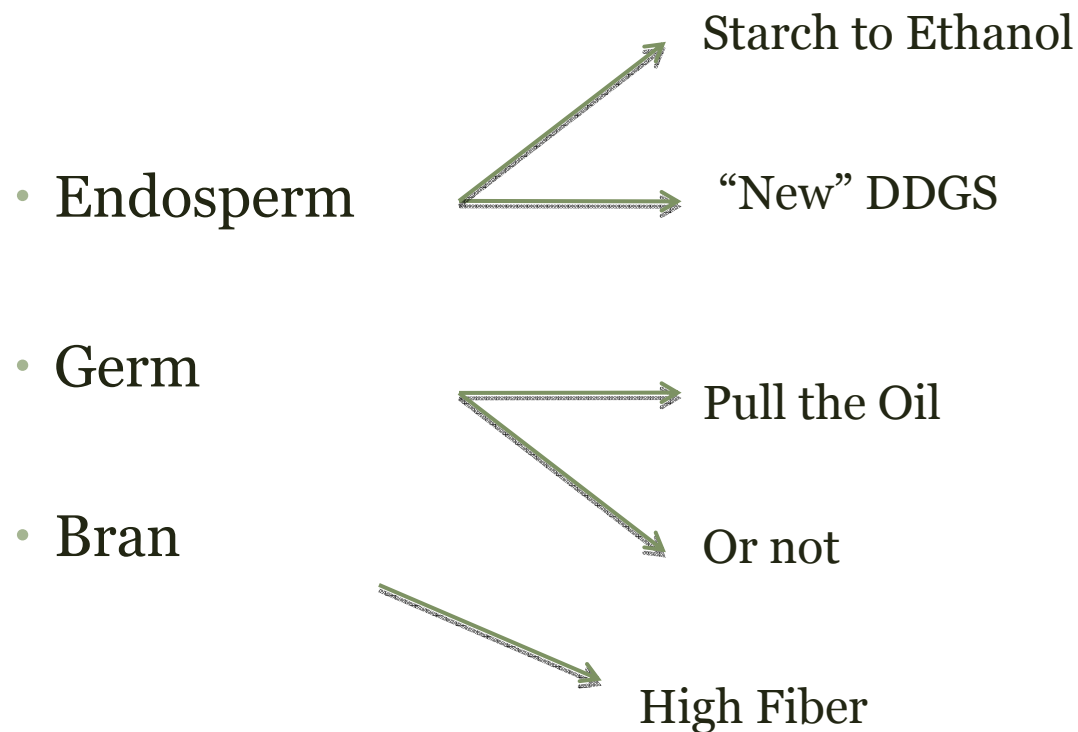 Starch to Ethanol
• Endosperm
“New” DDGS
• Germ
Pull the Oil
• Bran
Or not
High Fiber